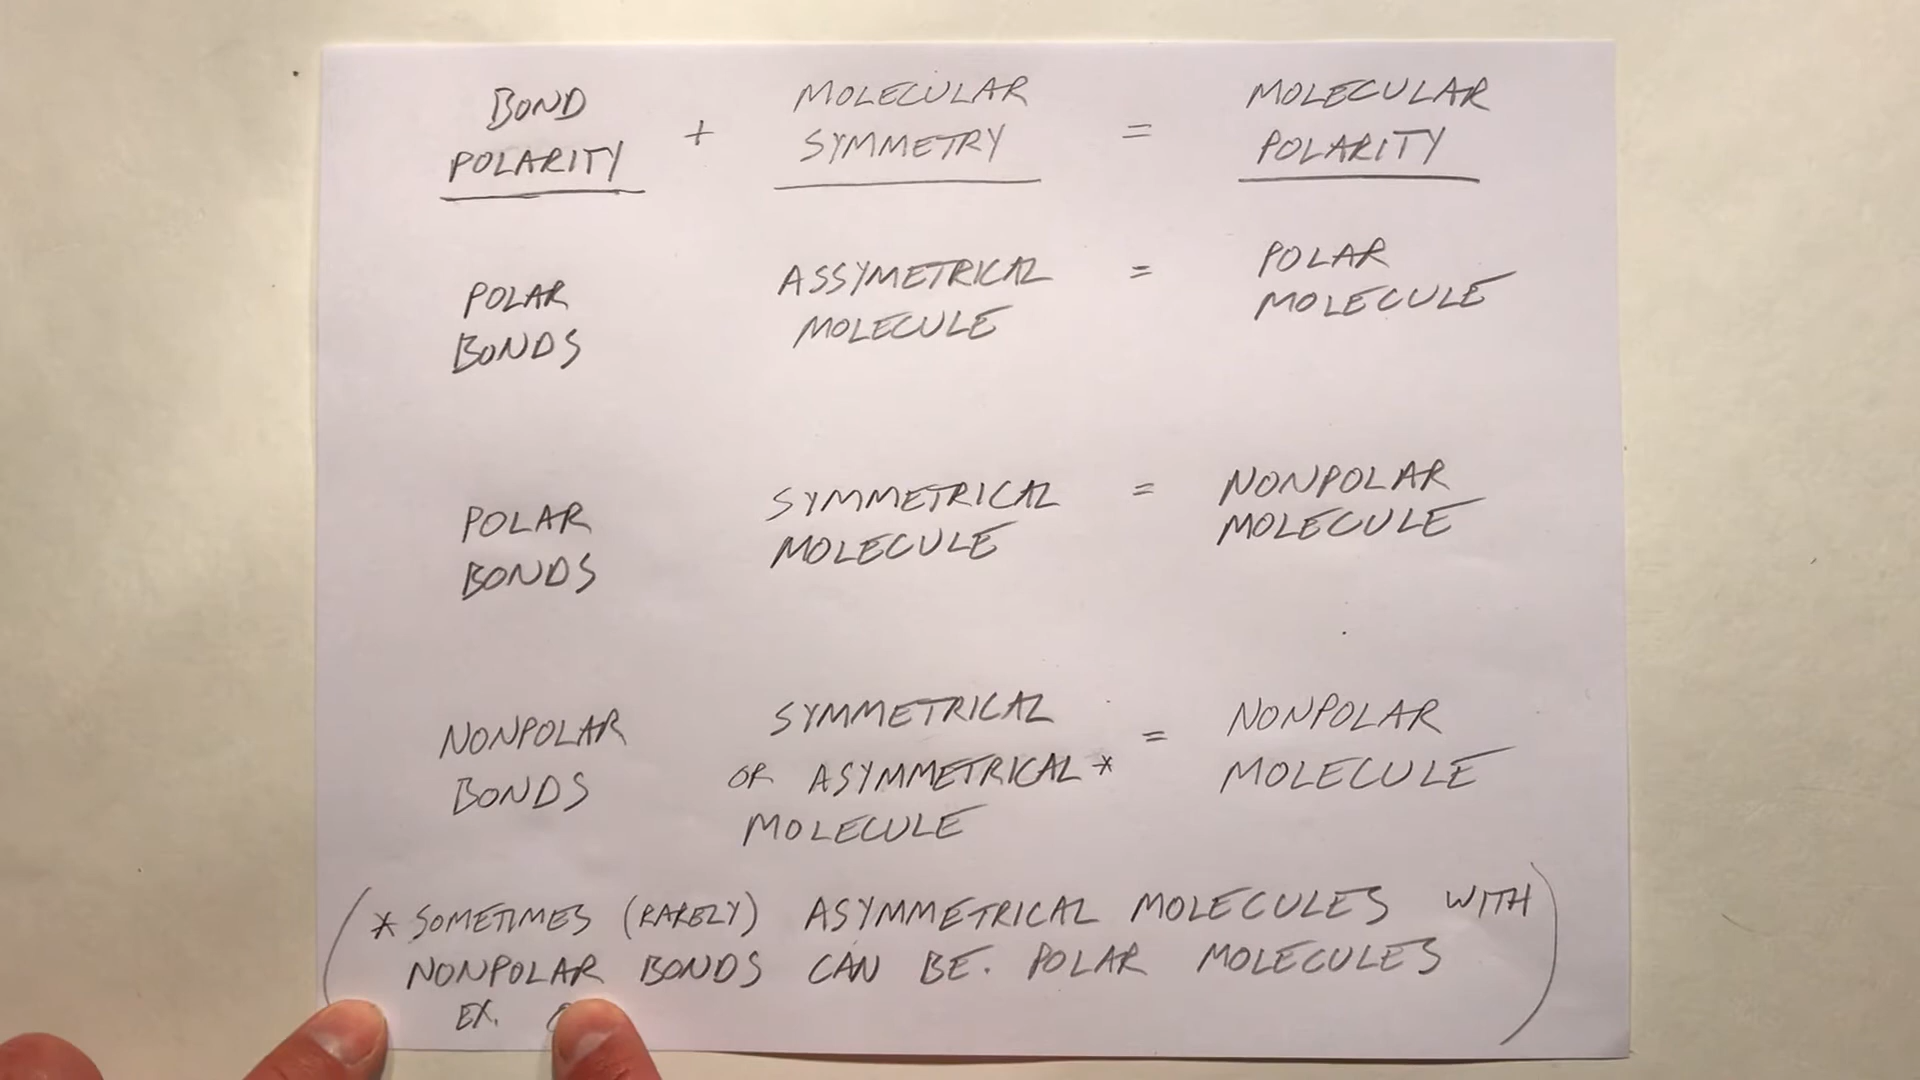 BOND
POLARITY
+
MOLECULAR
SYMMETRY
=
MOLECULAR
POLARITY
POLAR
BONDS
ASSYMETRICAL
MOLECULE
=
POLAR
MOLECULE
POLAR
BONDS
SYMMETRICAL
MOLECULE
=
NONPOLAR
MOLECULE
NONPOLAR
BONDS
SYMMETRICAL
OR ASYMMETRICAL *
MOLECULE
=
NONPOLAR
MOLECULE
(* SOMETIMES (RARELY) ASYMMETRICAL MOLECULES WITH
NONPOLAR BONDS CAN BE. POLAR MOLECULES
EX.
)